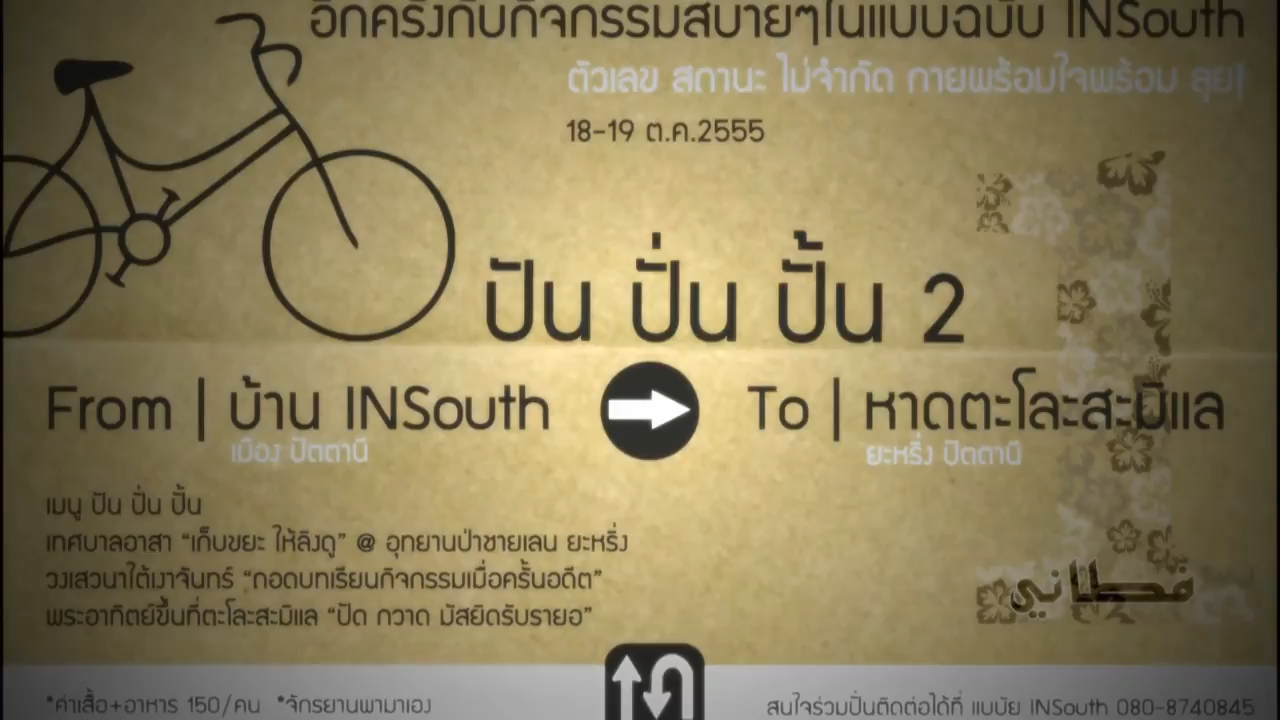 อีกครั้งกับกิจกรรมสบายๆในแบบฉบับ INSouth
ตัวเลข สถานะ ไม่จำกัด กายพร้อมใจพร้อม ลุย!
18-19 ต.ค.2555
ปัน ปั่น ปั้น 2
From | บ้าน INSouth
To | หาดตะโละสะมิแล
เมือง ปัตตานี
ยะหริ่ง ปัตตานี
เมนู ปัน ปั่น ปั้น
เทศบาลอาสา “เก็บขยะ ให้ลิงดู” @ อุทยานป่าชายเลน ยะหริ่ง
วงเสวนาใต้เงาจันทร์ “ถอดบทเรียนกิจกรรมเมื่อครั้นอดีต”
พระอาทิตย์ขึ้นที่ตะโละสะมิแล “ปัด กวาด มัสยิดรับรายอ”
فطاني
*ค่าเสื้อ+อาหาร 150/คน *จักรยานพามาเอง
สนใจร่วมปั่นติดต่อได้ที่ แบบัย INSouth 080-8740845